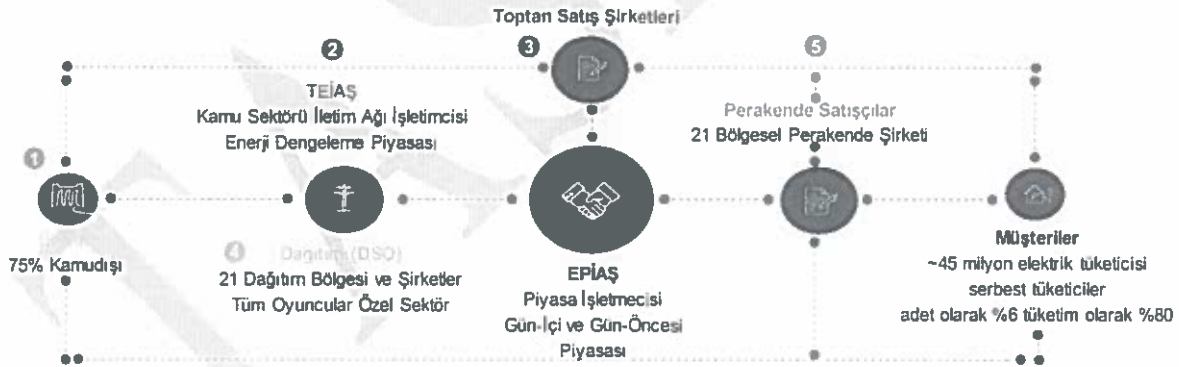 Toptan Satış Şirketleri
2
3
5
TEİAŞ
Kamu Sektörü İletim Ağı İşletimcisi
Enerji Dengeleme Piyasası
Perakende Satışçılar
21 Bölgesel Perakende Şirketi
1
75% Kamudışı
4 Dağıtım (DSO)
21 Dağıtım Bölgesi ve Şirketler
Tüm Oyuncular Özel Sektör
EPİAŞ
Piyasa İşletmecisi
Gün-İçi ve Gün-Öncesi
Piyasası
Müşteriler
~45 milyon elektrik tüketicisi
serbest tüketiciler
adet olarak %6 tüketim olarak %80